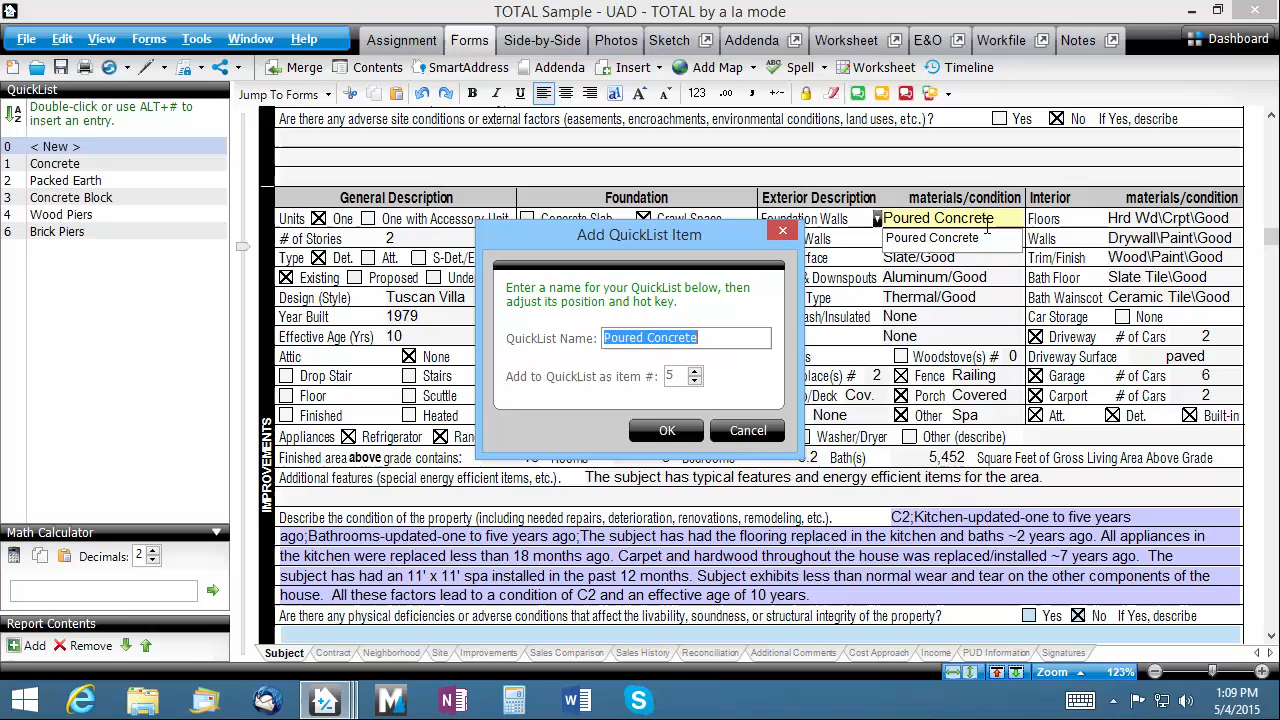 TOTAL Sample - UAD - TOTAL by a la mode
File Edit View Forms Tools Window Help
Assignment Forms Side-by-Side Photos Sketch Addenda Worksheet E&O Workfile Notes Dashboard
Merge Contents SmartAddress Addenda Insert Add Map Spell Worksheet Timeline
QuickList
Jump To Forms
B I U A A A 123 .00
Double-click or use ALT+# to
insert an entry.
0 < New >
1 Concrete
2 Packed Earth
3 Concrete Block
4 Wood Piers
6 Brick Piers
Are there any adverse site conditions or external factors (easements, encroachments, environmental conditions, land uses, etc.)? Yes No If Yes, describe
General Description Foundation Exterior Description materials/condition Interior materials/condition
Units One One with Accessory Unit Concrete Slab Crawl Space Foundation Walls Poured Concrete Floors Hrd Wd\Crpt\Good
# of Stories 2 Walls Poured Concrete Walls Drywall\Paint\Good
Type Det. Att. S-Det./E rface Slate/Good Trim/Finish Wood\Paint\Good
Existing Proposed Under & Downspouts Aluminum/Good Bath Floor Slate Tile\Good
Design (Style) Tuscan Villa Type Thermal/Good Bath Wainscot Ceramic Tile\Good
Year Built 1979 ash/Insulated None Car Storage None
Effective Age (Yrs) 10 None Driveway # of Cars 2
Attic None Woodstove(s) # 0 Driveway Surface paved
Drop Stair Stairs place(s) # 2 Fence Railing Garage # of Cars 6
Floor Scuttle o/Deck Cov. Porch Covered Carport # of Cars 2
Finished Heated None Other Spa Att. Det. Built-in
Appliances Refrigerator Ran Washer/Dryer Other (describe)
Finished area above grade contains: Rooms Bedrooms .2 Bath(s) 5,452 Square Feet of Gross Living Area Above Grade
Additional features (special energy efficient items, etc.). The subject has typical features and energy efficient items for the area.
Describe the condition of the property (including needed repairs, deterioration, renovations, remodeling, etc.). C2;Kitchen-updated-one to five years
ago;Bathrooms-updated-one to five years ago;The subject has had the flooring replaced in the kitchen and baths ~2 years ago. All appliances in
the kitchen were replaced less than 18 months ago. Carpet and hardwood throughout the house was replaced/installed ~7 years ago. The
subject has had an 11' x 11' spa installed in the past 12 months. Subject exhibits less than normal wear and tear on the other components of the
house. All these factors lead to a condition of C2 and an effective age of 10 years.
Are there any physical deficiencies or adverse conditions that affect the livability, soundness, or structural integrity of the property? Yes No If Yes, describe
IMPROVEMENTS
Add QuickList Item
Enter a name for your QuickList below, then
adjust its position and hot key.
QuickList Name: Poured Concrete
Add to QuickList as item #: 5
OK Cancel
Math Calculator
Decimals: 2
Report Contents
Add Remove
Subject Contract Neighborhood Site Improvements Sales Comparison Sales History Reconciliation Additional Comments Cost Approach Income PUD Information Signatures
Zoom 123%
1:09 PM
5/4/2015